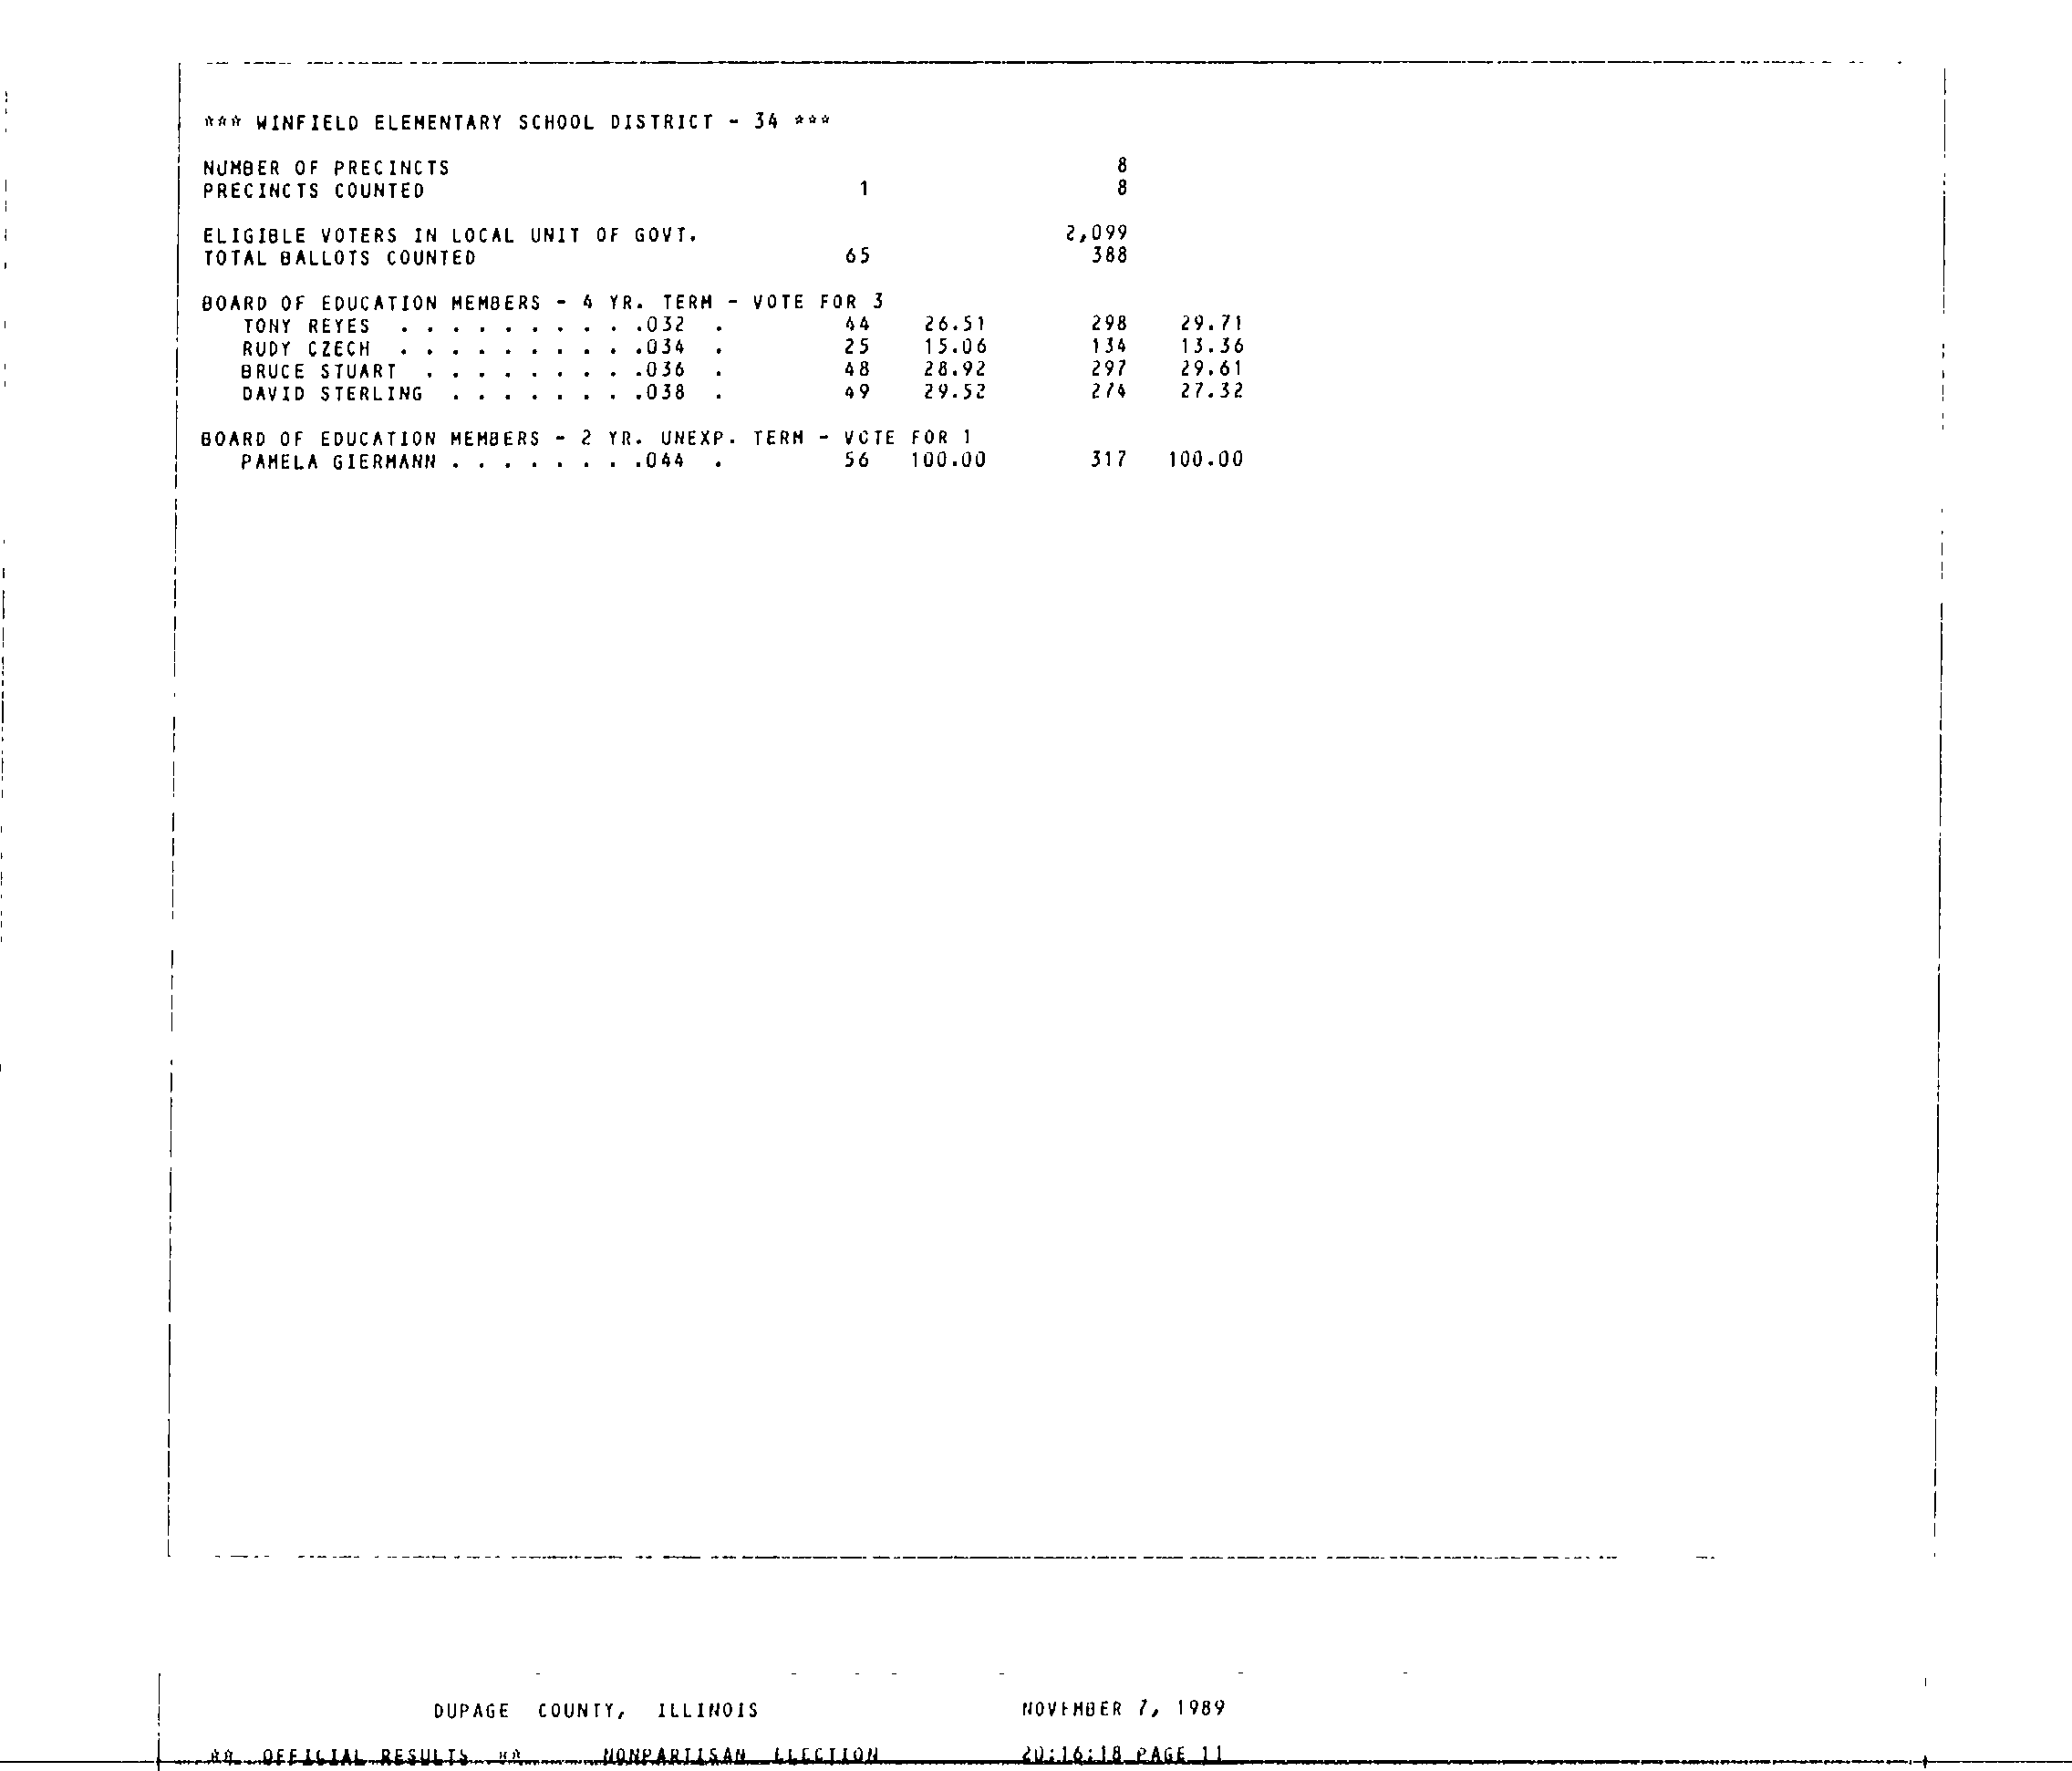 *** WINFIELD ELEMENTARY SCHOOL DISTRICT - 34 ***
NUMBER OF PRECINCTS 8
PRECINCTS COUNTED 1 8
ELIGIBLE VOTERS IN LOCAL UNIT OF GOVT. 2,099
TOTAL BALLOTS COUNTED 65 388
BOARD OF EDUCATION MEMBERS - 4 YR. TERM - VOTE FOR 3
TONY REYES . . . . . . . . . .032 . 44 26.51 298 29.71
RUDY CZECH . . . . . . . . . .034 . 25 15.06 134 13.36
BRUCE STUART . . . . . . . . .036 . 48 28.92 297 29.61
DAVID STERLING . . . . . . . .038 . 49 29.52 274 27.32
BOARD OF EDUCATION MEMBERS - 2 YR. UNEXP. TERM - VOTE FOR 1
PAMELA GIERMANN . . . . . . . .044 . 56 100.00 317 100.00
DUPAGE COUNTY, ILLINOIS NOVEMBER 7, 1989
** OFFICIAL RESULTS ** NONPARTISAN ELECTION 20:16:18 PAGE 11